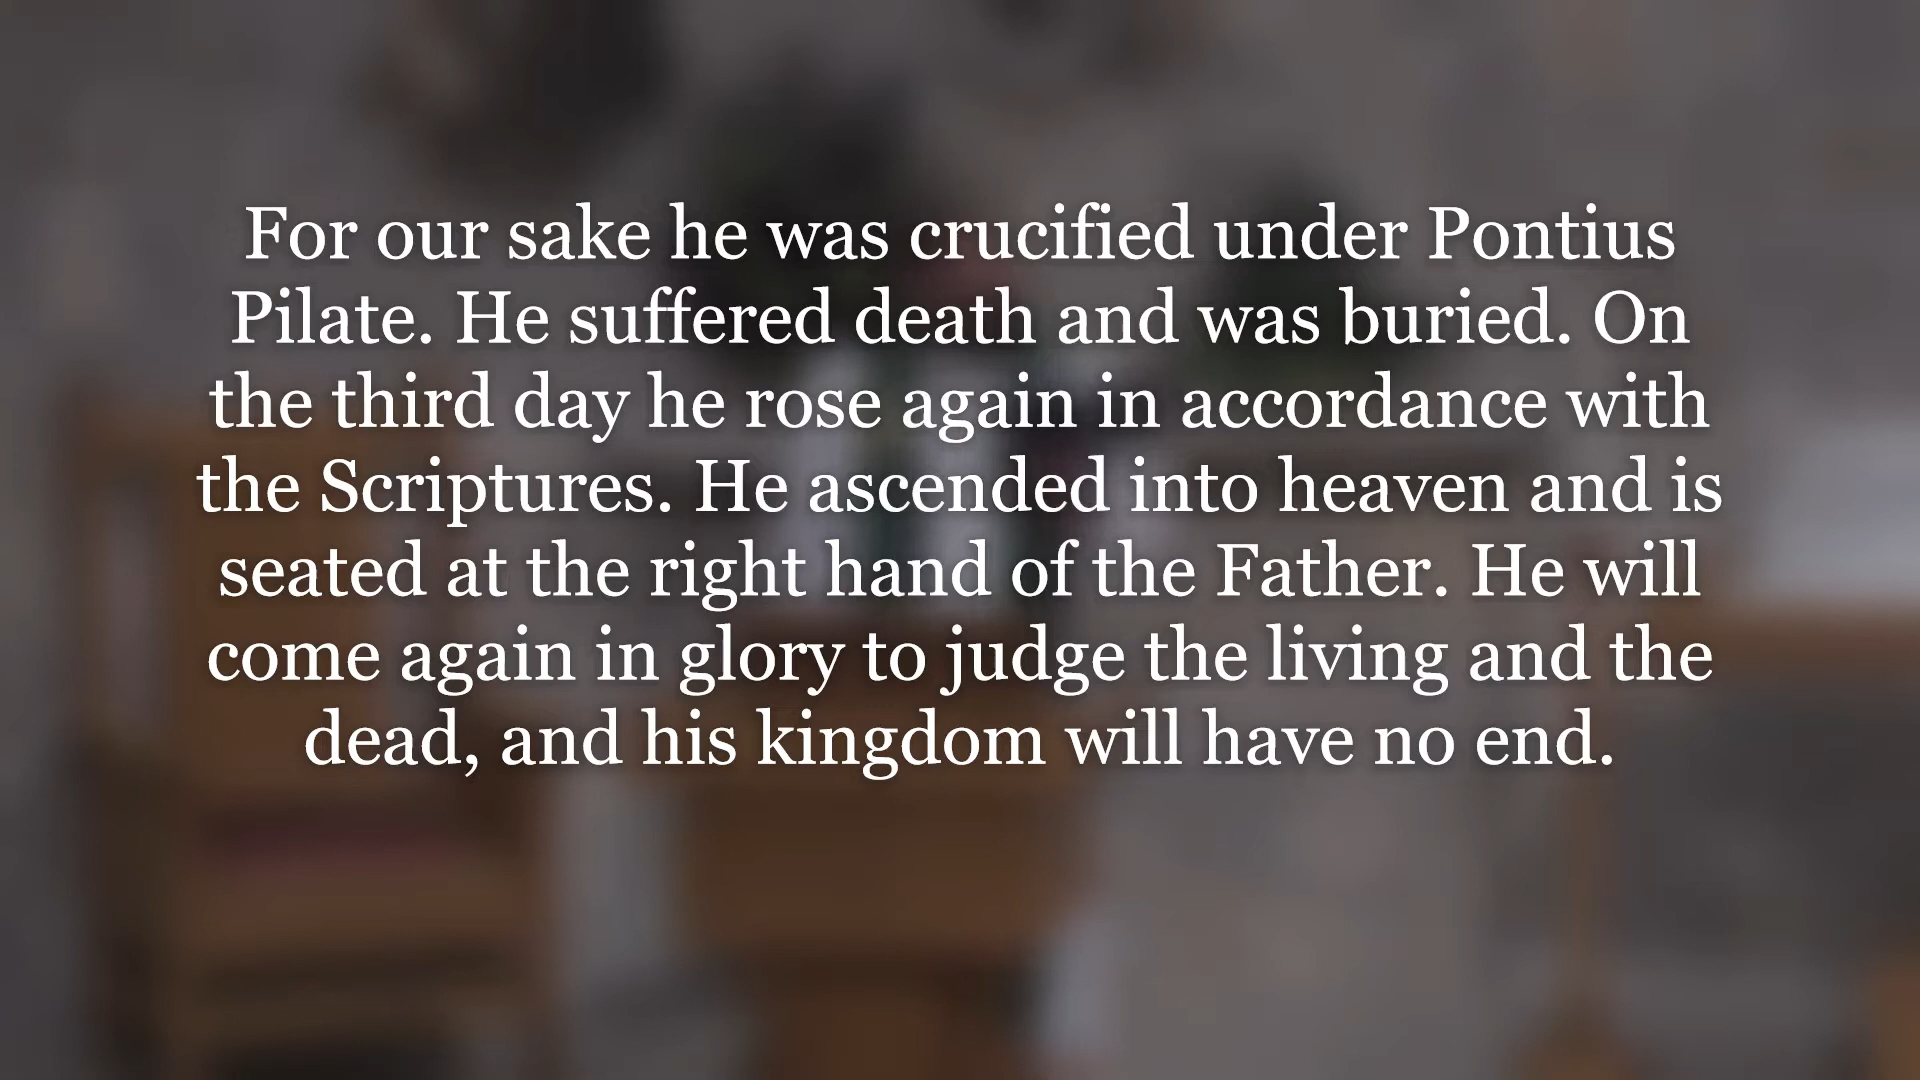 For our sake he was crucified under Pontius
Pilate. He suffered death and was buried. On
the third day he rose again in accordance with
the Scriptures. He ascended into heaven and is
seated at the right hand of the Father. He will
come again in glory to judge the living and the
dead, and his kingdom will have no end.